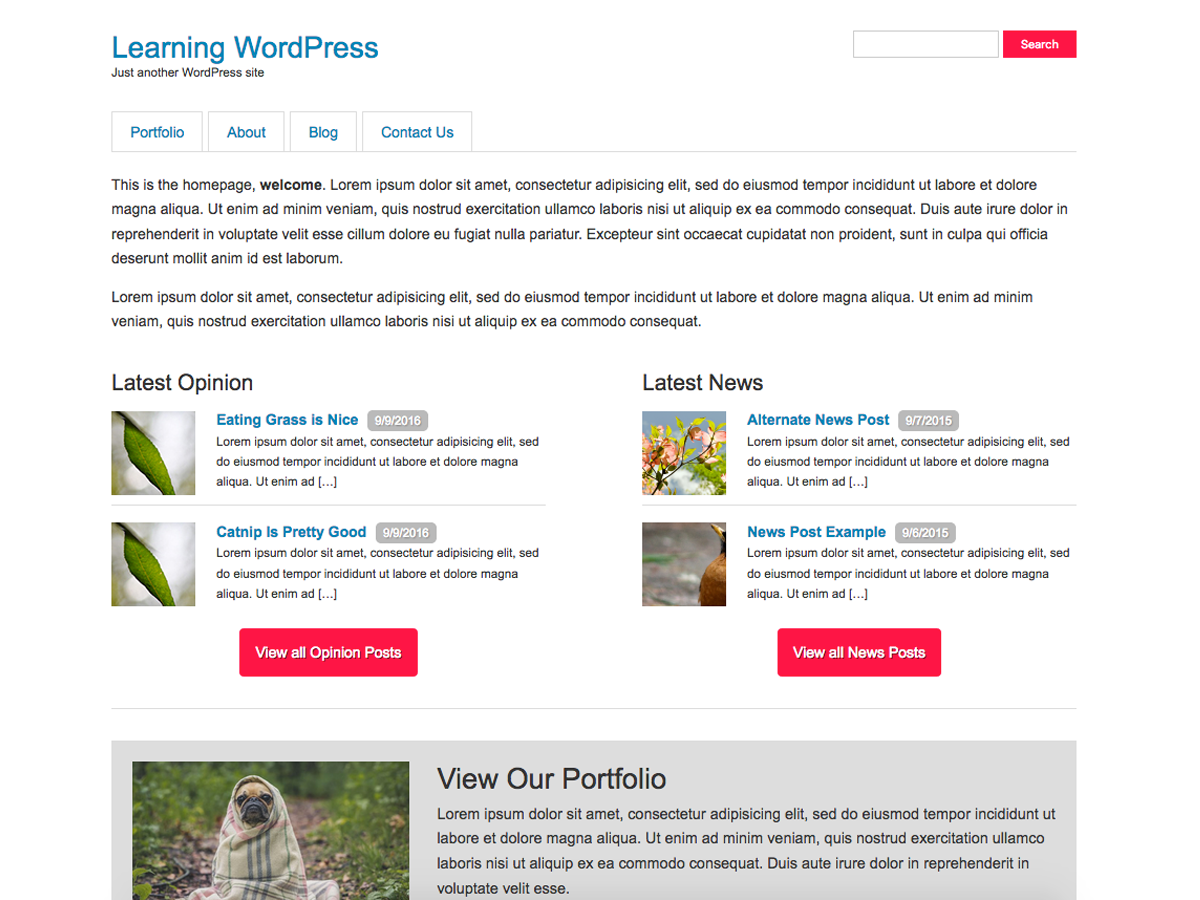 Learning WordPress
Just another WordPress site
Search
Portfolio
About
Blog
Contact Us
This is the homepage, welcome. Lorem ipsum dolor sit amet, consectetur adipisicing elit, sed do eiusmod tempor incididunt ut labore et dolore
magna aliqua. Ut enim ad minim veniam, quis nostrud exercitation ullamco laboris nisi ut aliquip ex ea commodo consequat. Duis aute irure dolor in
reprehenderit in voluptate velit esse cillum dolore eu fugiat nulla pariatur. Excepteur sint occaecat cupidatat non proident, sunt in culpa qui officia
deserunt mollit anim id est laborum.
Lorem ipsum dolor sit amet, consectetur adipisicing elit, sed do eiusmod tempor incididunt ut labore et dolore magna aliqua. Ut enim ad minim
veniam, quis nostrud exercitation ullamco laboris nisi ut aliquip ex ea commodo consequat.
Latest Opinion
Eating Grass is Nice 9/9/2016
Lorem ipsum dolor sit amet, consectetur adipisicing elit, sed
do eiusmod tempor incididunt ut labore et dolore magna
aliqua. Ut enim ad [...]
Catnip Is Pretty Good 9/9/2016
Lorem ipsum dolor sit amet, consectetur adipisicing elit, sed
do eiusmod tempor incididunt ut labore et dolore magna
aliqua. Ut enim ad [...]
View all Opinion Posts
Latest News
Alternate News Post 9/7/2015
Lorem ipsum dolor sit amet, consectetur adipisicing elit, sed
do eiusmod tempor incididunt ut labore et dolore magna
aliqua. Ut enim ad [...]
News Post Example 9/6/2015
Lorem ipsum dolor sit amet, consectetur adipisicing elit, sed
do eiusmod tempor incididunt ut labore et dolore magna
aliqua. Ut enim ad [...]
View all News Posts
View Our Portfolio
Lorem ipsum dolor sit amet, consectetur adipisicing elit, sed do eiusmod tempor incididunt ut
labore et dolore magna aliqua. Ut enim ad minim veniam, quis nostrud exercitation ullamco
laboris nisi ut aliquip ex ea commodo consequat. Duis aute irure dolor in reprehenderit in
voluptate velit esse.